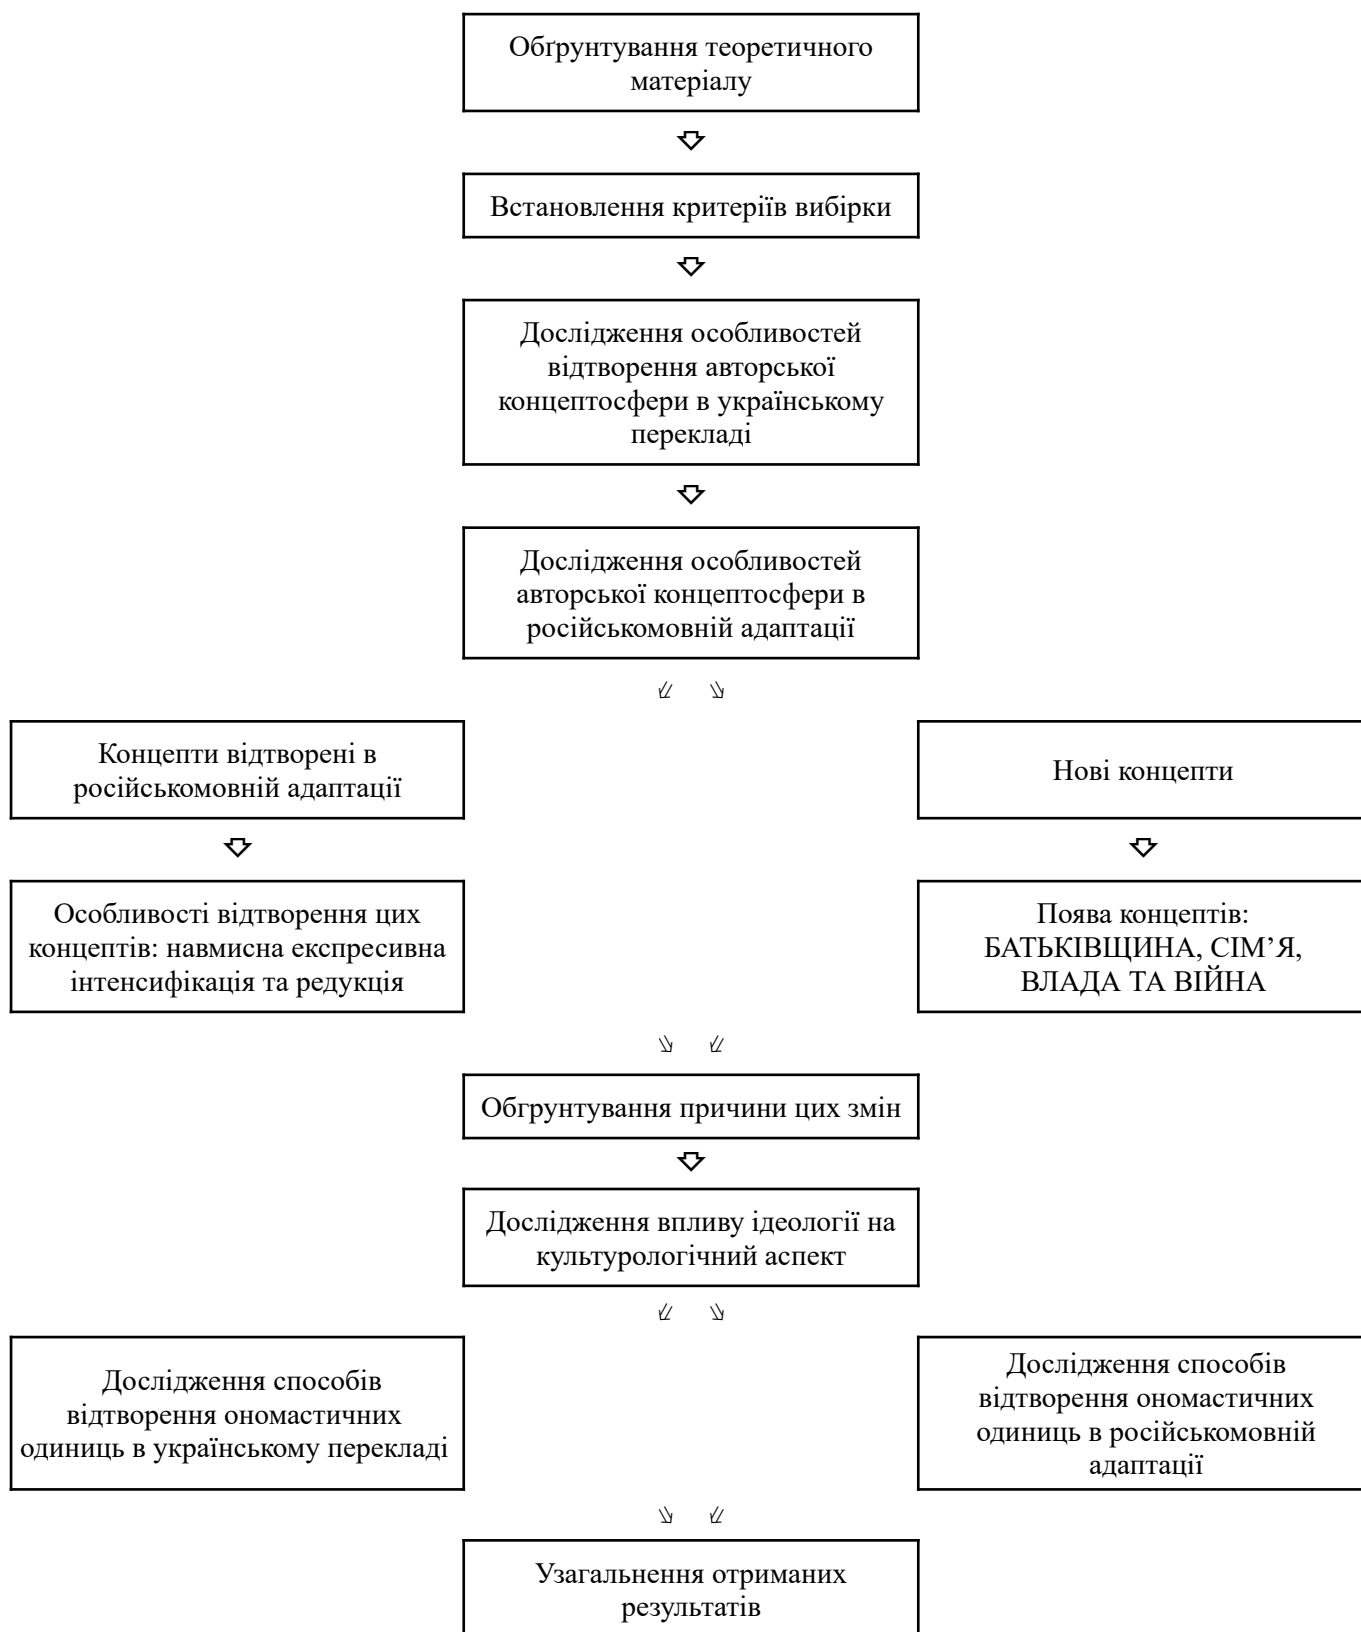 Обґрунтування теоретичного
матеріалу
Встановлення критеріїв вибірки
Дослідження особливостей
відтворення авторської
концептосфери в українському
перекладі
Дослідження особливостей
авторської концептосфери в
російськомовній адаптації
Концепти відтворені в
російськомовній адаптації
Нові концепти
Особливості відтворення цих
концептів: навмисна експресивна
інтенсифікація та редукція
Поява концептів:
БАТЬКІВЩИНА, СІМ’Я,
ВЛАДА ТА ВІЙНА
Обгрунтування причини цих змін
Дослідження впливу ідеології на
культурологічний аспект
Дослідження способів
відтворення ономастичних
одиниць в українському перекладі
Дослідження способів
відтворення ономастичних
одиниць в російськомовній
адаптації
Узагальнення отриманих
результатів